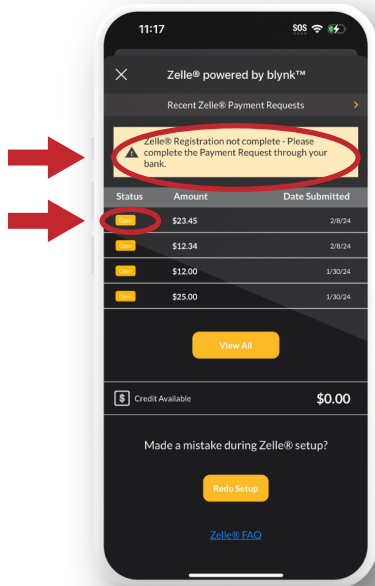 11:17
SOS
Zelle® powered by blynk™
Recent Zelle® Payment Requests
Zelle® Registration not complete - Please
complete the Payment Request through your
bank.
Status Amount Date Submitted
Open $23.45 2/8/24
Open $12.34 2/8/24
Open $12.00 1/30/24
Open $25.00 1/30/24
View All
$ Credit Available $0.00
Made a mistake during Zelle® setup?
Redo Setup
Zelle® FAQ